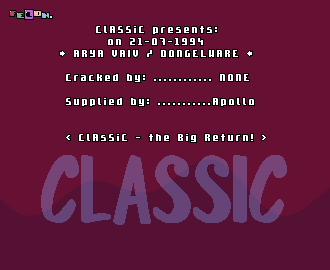 ClASSiC presents:
on 21-07-1994
* ARYA VAIV / DONGELWARE *
Cracked by: ............ NONE
Supplied by: ...........Apollo
< ClASSiC - the Big Return! >
CLASSIC